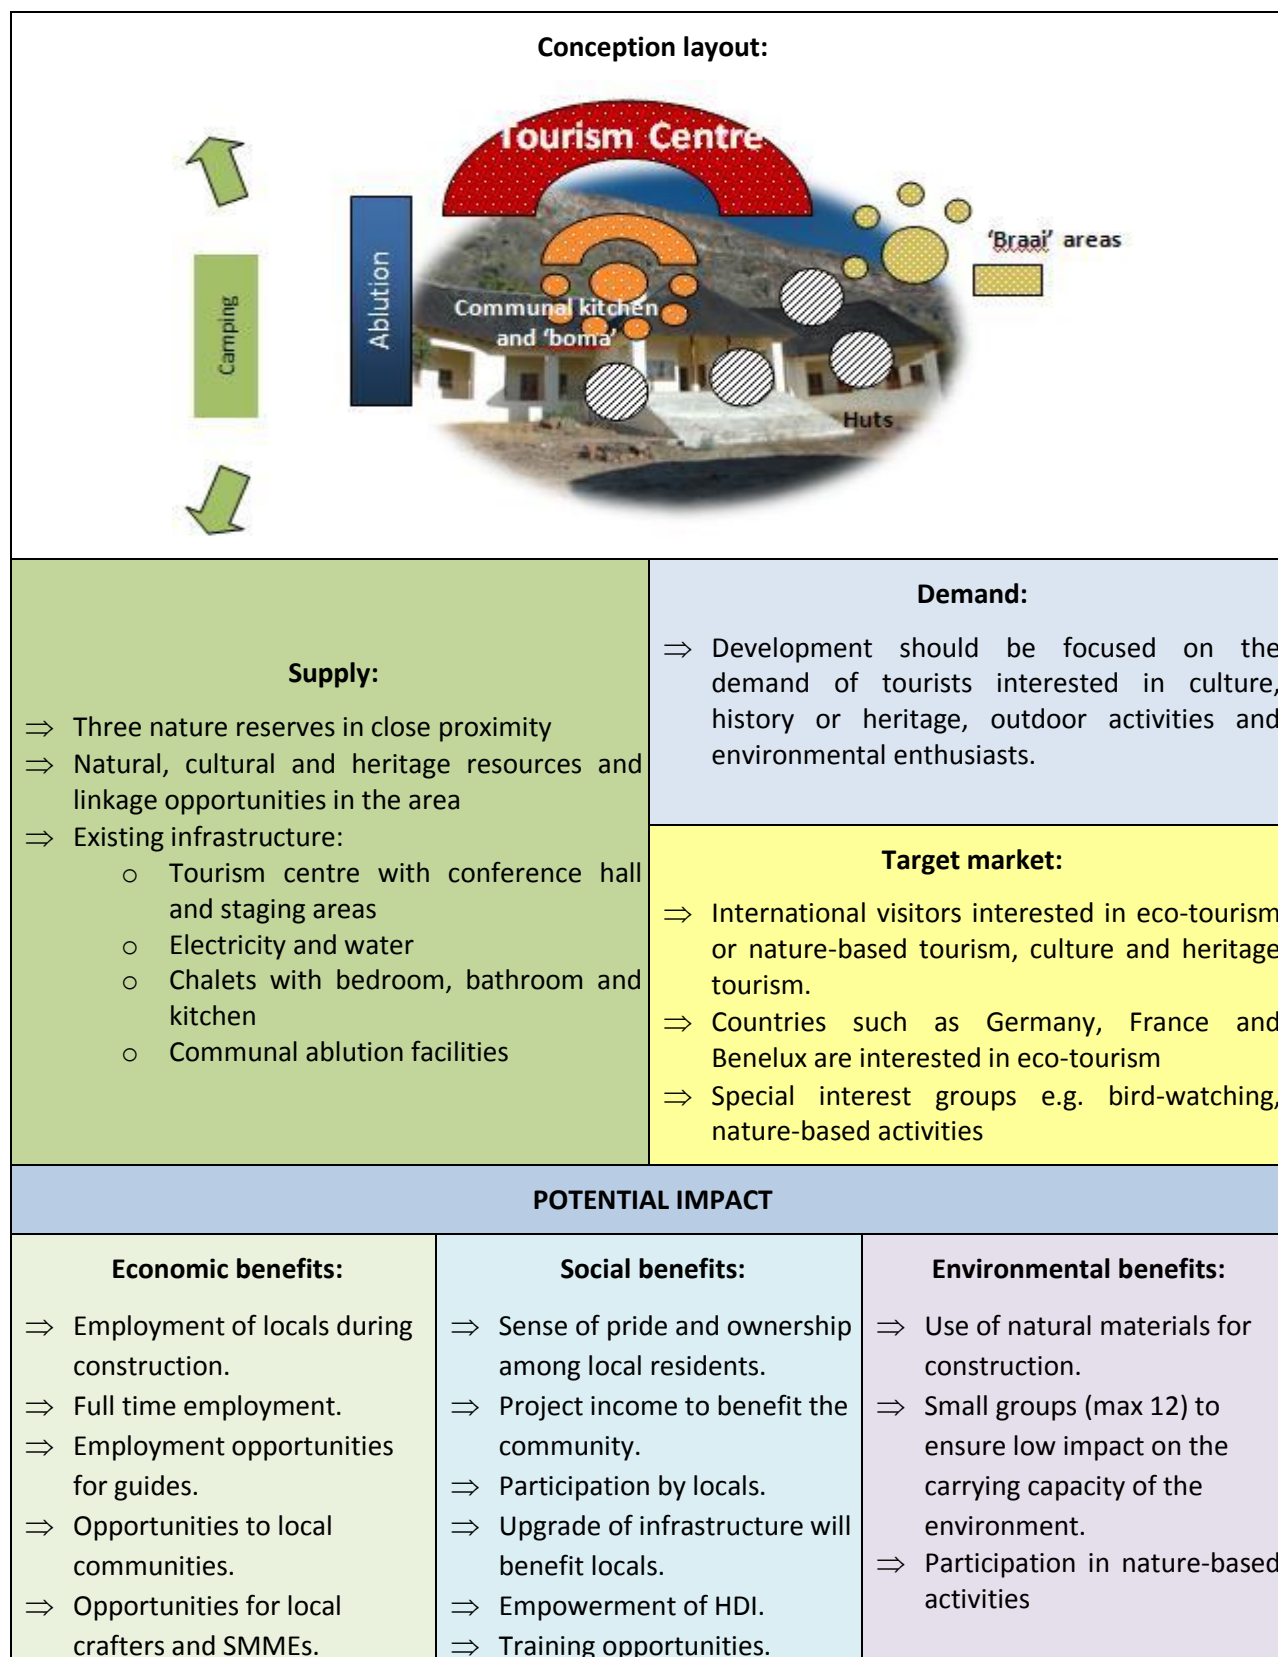 Conception layout:
Tourism Centre
'Braai' areas
Ablution
Camping
Communal kitchen
and 'boma'
Huts
Supply:
⇒ Three nature reserves in close proximity
⇒ Natural, cultural and heritage resources and
linkage opportunities in the area
⇒ Existing infrastructure:
o Tourism centre with conference hall
and staging areas
o Electricity and water
o Chalets with bedroom, bathroom and
kitchen
o Communal ablution facilities
Demand:
⇒ Development should be focused on the
demand of tourists interested in culture,
history or heritage, outdoor activities and
environmental enthusiasts.
Target market:
⇒ International visitors interested in eco-tourism
or nature-based tourism, culture and heritage
tourism.
⇒ Countries such as Germany, France and
Benelux are interested in eco-tourism
⇒ Special interest groups e.g. bird-watching,
nature-based activities
POTENTIAL IMPACT
Economic benefits:
⇒ Employment of locals during
construction.
⇒ Full time employment.
⇒ Employment opportunities
for guides.
⇒ Opportunities to local
communities.
⇒ Opportunities for local
crafters and SMMEs.
Social benefits:
⇒ Sense of pride and ownership
among local residents.
⇒ Project income to benefit the
community.
⇒ Participation by locals.
⇒ Upgrade of infrastructure will
benefit locals.
⇒ Empowerment of HDI.
⇒ Training opportunities.
Environmental benefits:
⇒ Use of natural materials for
construction.
⇒ Small groups (max 12) to
ensure low impact on the
carrying capacity of the
environment.
⇒ Participation in nature-based
activities